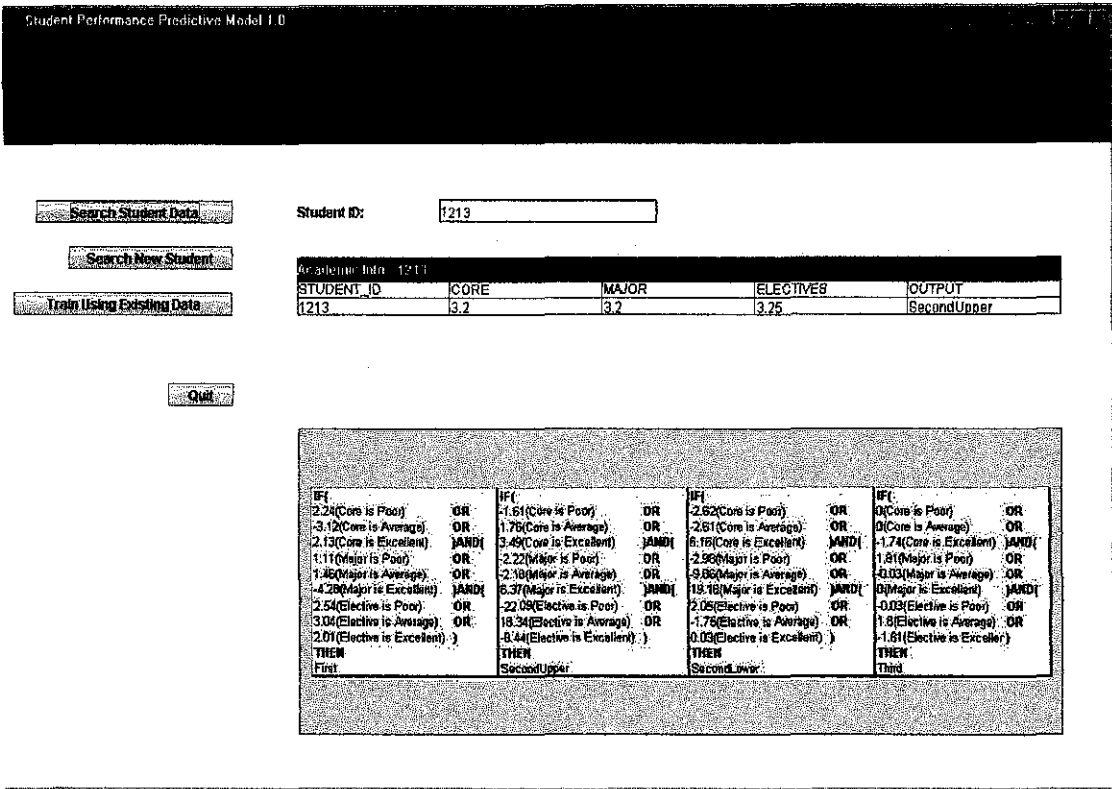 Student Performance Predictive Model 1.0
Search Student Data
Student ID:
1213
Search New Student
Academic Info : 1213
STUDENT_ID CORE MAJOR ELECTIVES OUTPUT
1213 3.2 3.2 3.25 SecondUpper
Train Using Existing Data
Quit
IF(
2.24(Core is Poor) OR
-3.12(Core is Average) OR
2.13(Core is Excellent) )AND(
1.11(Major is Poor) OR
1.46(Major is Average) OR
-4.28(Major is Excellent) )AND(
2.54(Elective is Poor) OR
3.04(Elective is Average) OR
2.01(Elective is Excellent) )
THEN
First
IF(
-1.61(Core is Poor) OR
1.76(Core is Average) OR
3.49(Core is Excellent) )AND(
-2.22(Major is Poor) OR
-2.18(Major is Average) OR
6.37(Major is Excellent) )AND(
-22.09(Elective is Poor) OR
18.34(Elective is Average) OR
-8.44(Elective is Excellent) )
THEN
SecondUpper
IF(
-2.62(Core is Poor) OR
-2.61(Core is Average) OR
6.16(Core is Excellent) )AND(
-2.98(Major is Poor) OR
-9.86(Major is Average) OR
19.16(Major is Excellent) )AND(
2.05(Elective is Poor) OR
-1.76(Elective is Average) OR
0.03(Elective is Excellent) )
THEN
SecondLower
IF(
0(Core is Poor) OR
0(Core is Average) OR
-1.74(Core is Excellent) )AND(
1.81(Major is Poor) OR
-0.03(Major is Average) OR
0(Major is Excellent) )AND(
-0.03(Elective is Poor) OR
1.8(Elective is Average) OR
-1.61(Elective is Excellen)
THEN
Third